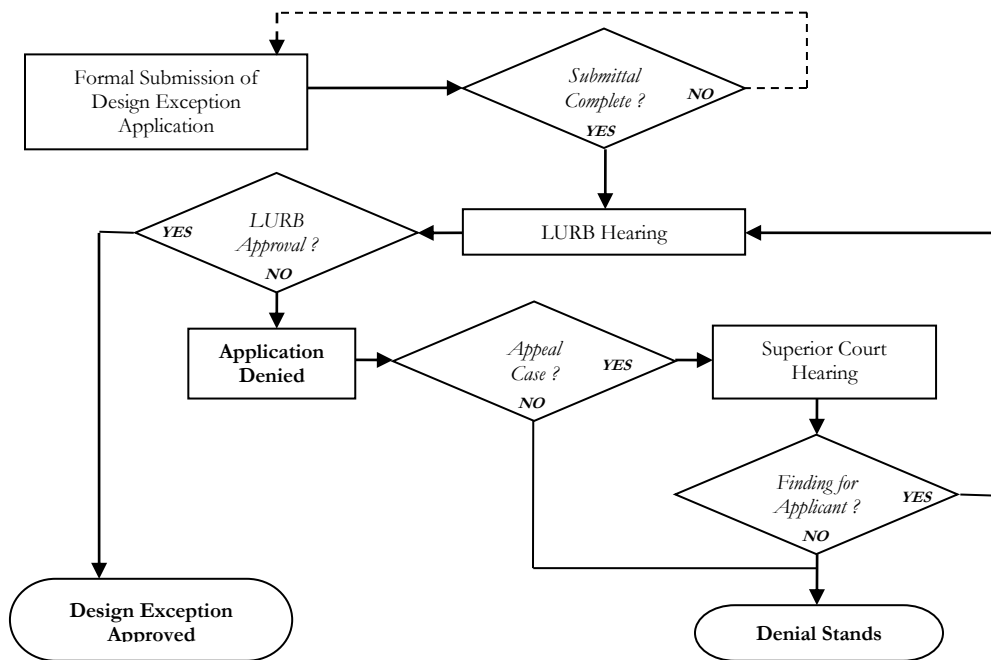 Formal Submission of
Design Exception
Application
Submittal
Complete ?
NO
YES
LURB
Approval ?
YES
NO
LURB Hearing
Application
Denied
Appeal
Case ?
YES
NO
Superior Court
Hearing
Finding for
Applicant ?
YES
NO
Design Exception
Approved
Denial Stands